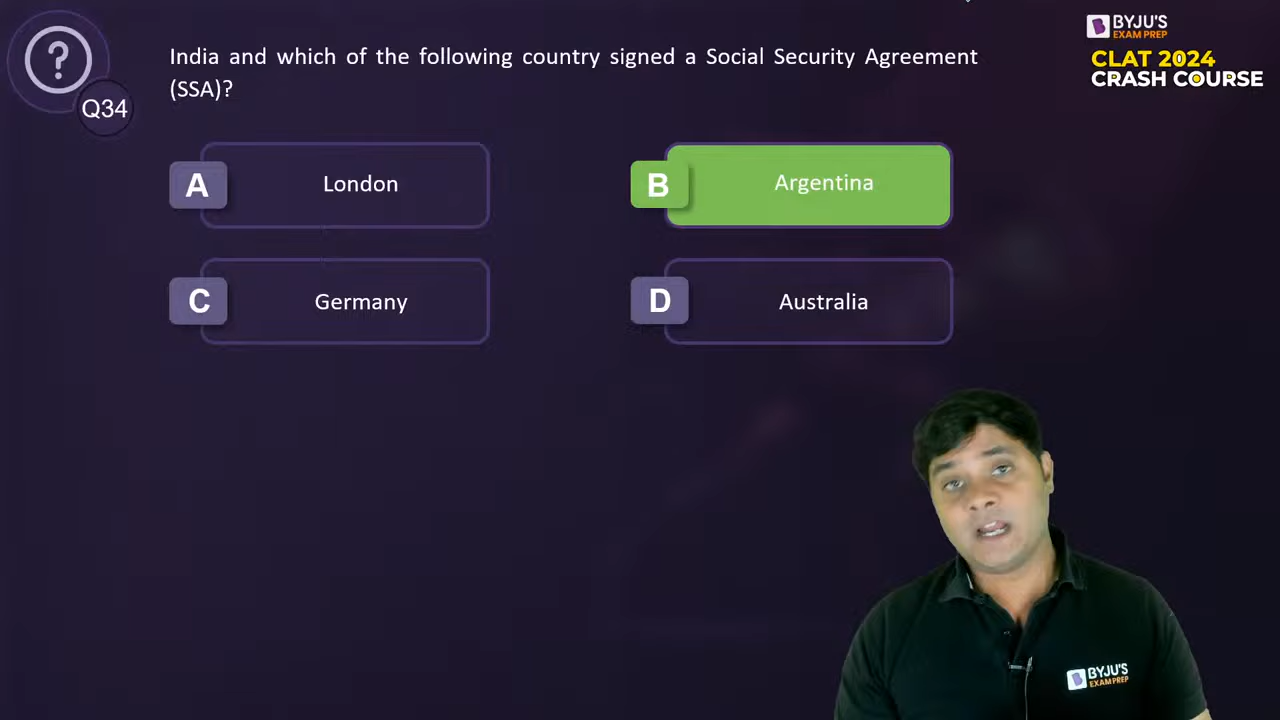 ?
Q34
India and which of the following country signed a Social Security Agreement
(SSA)?
BYJU'S
EXAM PREP
CLAT 2024
CRASH COURSE
A
London
B
Argentina
C
Germany
D
Australia
BYJU'S
EXAM PREP